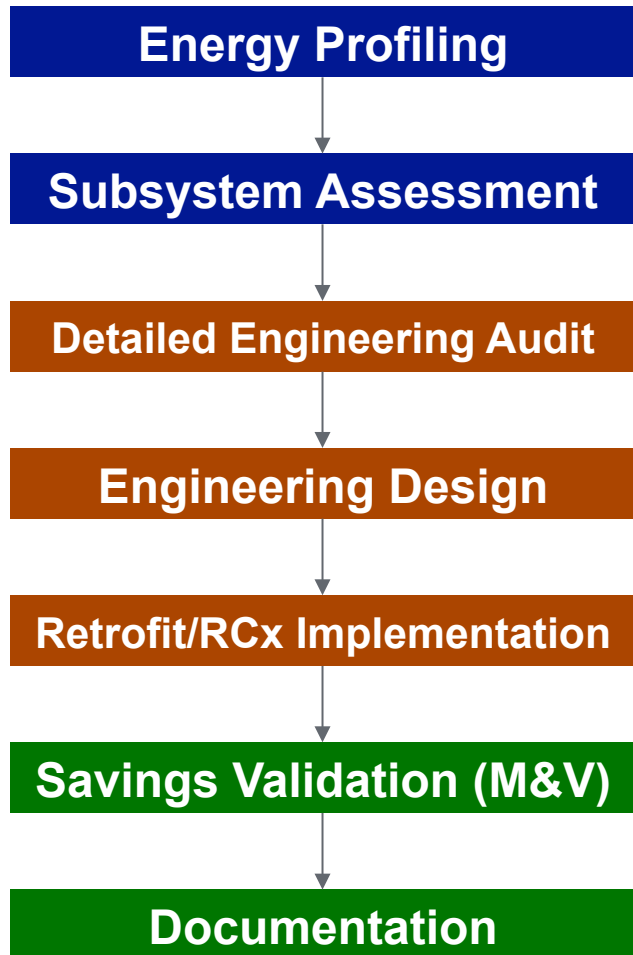 Energy Profiling
Subsystem Assessment
Detailed Engineering Audit
Engineering Design
Retrofit/RCx Implementation
Savings Validation (M&V)
Documentation